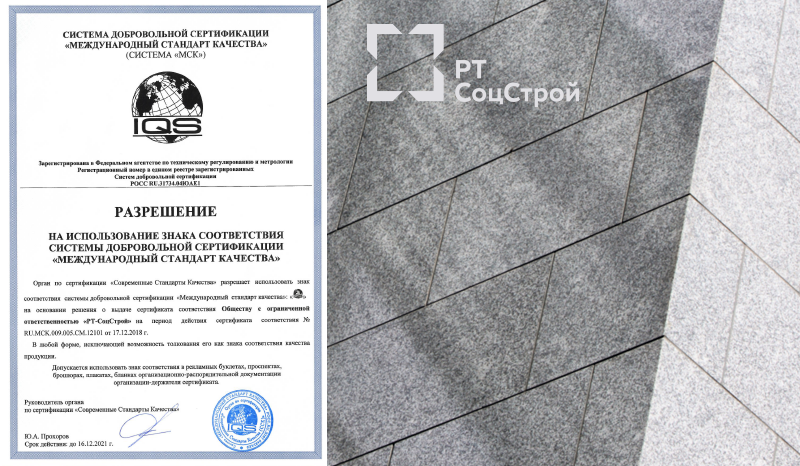 СИСТЕМА ДОБРОВОЛЬНОЙ СЕРТИФИКАЦИИ
«МЕЖДУНАРОДНЫЙ СТАНДАРТ КАЧЕСТВА»
(СИСТЕМА «МСК»)
IQS
Зарегистрирована в Федеральном агентстве по техническому регулированию и метрологии
Регистрационный номер в едином реестре зарегистрированных
Систем добровольной сертификации
РОСС RU.31734.04ЮАЕ1
РАЗРЕШЕНИЕ
НА ИСПОЛЬЗОВАНИЕ ЗНАКА СООТВЕТСТВИЯ
СИСТЕМЫ ДОБРОВОЛЬНОЙ СЕРТИФИКАЦИИ
«МЕЖДУНАРОДНЫЙ СТАНДАРТ КАЧЕСТВА»
Орган по сертификации «Современные Стандарты Качества» разрешает использовать знак
соответствия системы добровольной сертификации «Международный стандарт качества»: « »
на основании решения о выдаче сертификата соответствия Обществу с ограниченной
ответственностью «РТ-СоцСтрой» на период действия сертификата соответствия №
RU.МСК.009.005.СМ.12101 от 17.12.2018 г.
В любой форме, исключающей возможность толкования его как знака соответствия качества
продукции.
Допускается использовать знак соответствия в рекламных буклетах, проспектах,
брошюрах, плакатах, бланках организационно-распорядительной документации
организации-держателя сертификата.
Руководитель органа
по сертификации «Современные Стандарты Качества»
Ю.А. Прохоров
Срок действия: до 16.12.2021 г.
IQS
РТ
СоцСтрой